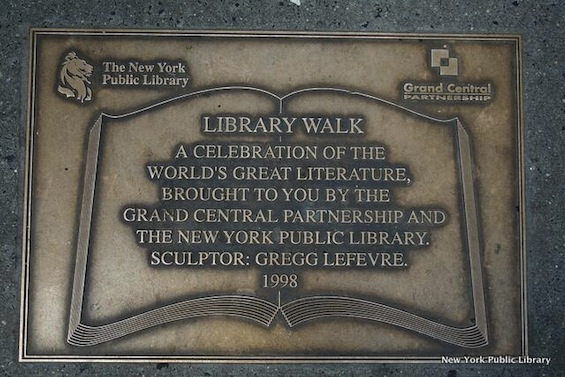 The New York
Public Library
Grand Central
PARTNERSHIP
LIBRARY WALK
A CELEBRATION OF THE
WORLD'S GREAT LITERATURE,
BROUGHT TO YOU BY THE
GRAND CENTRAL PARTNERSHIP AND
THE NEW YORK PUBLIC LIBRARY.
SCULPTOR: GREGG LEFEVRE.
1998
New York Public Library